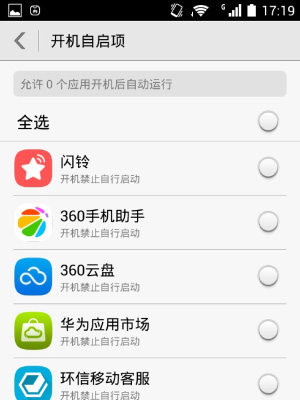 G
17:19
开机自启项
允许 0 个应用开机后自动运行
全选
闪铃
开机禁止自行启动
360手机助手
开机禁止自行启动
360云盘
开机禁止自行启动
华为应用市场
开机禁止自行启动
环信移动客服
开机禁止自行启动